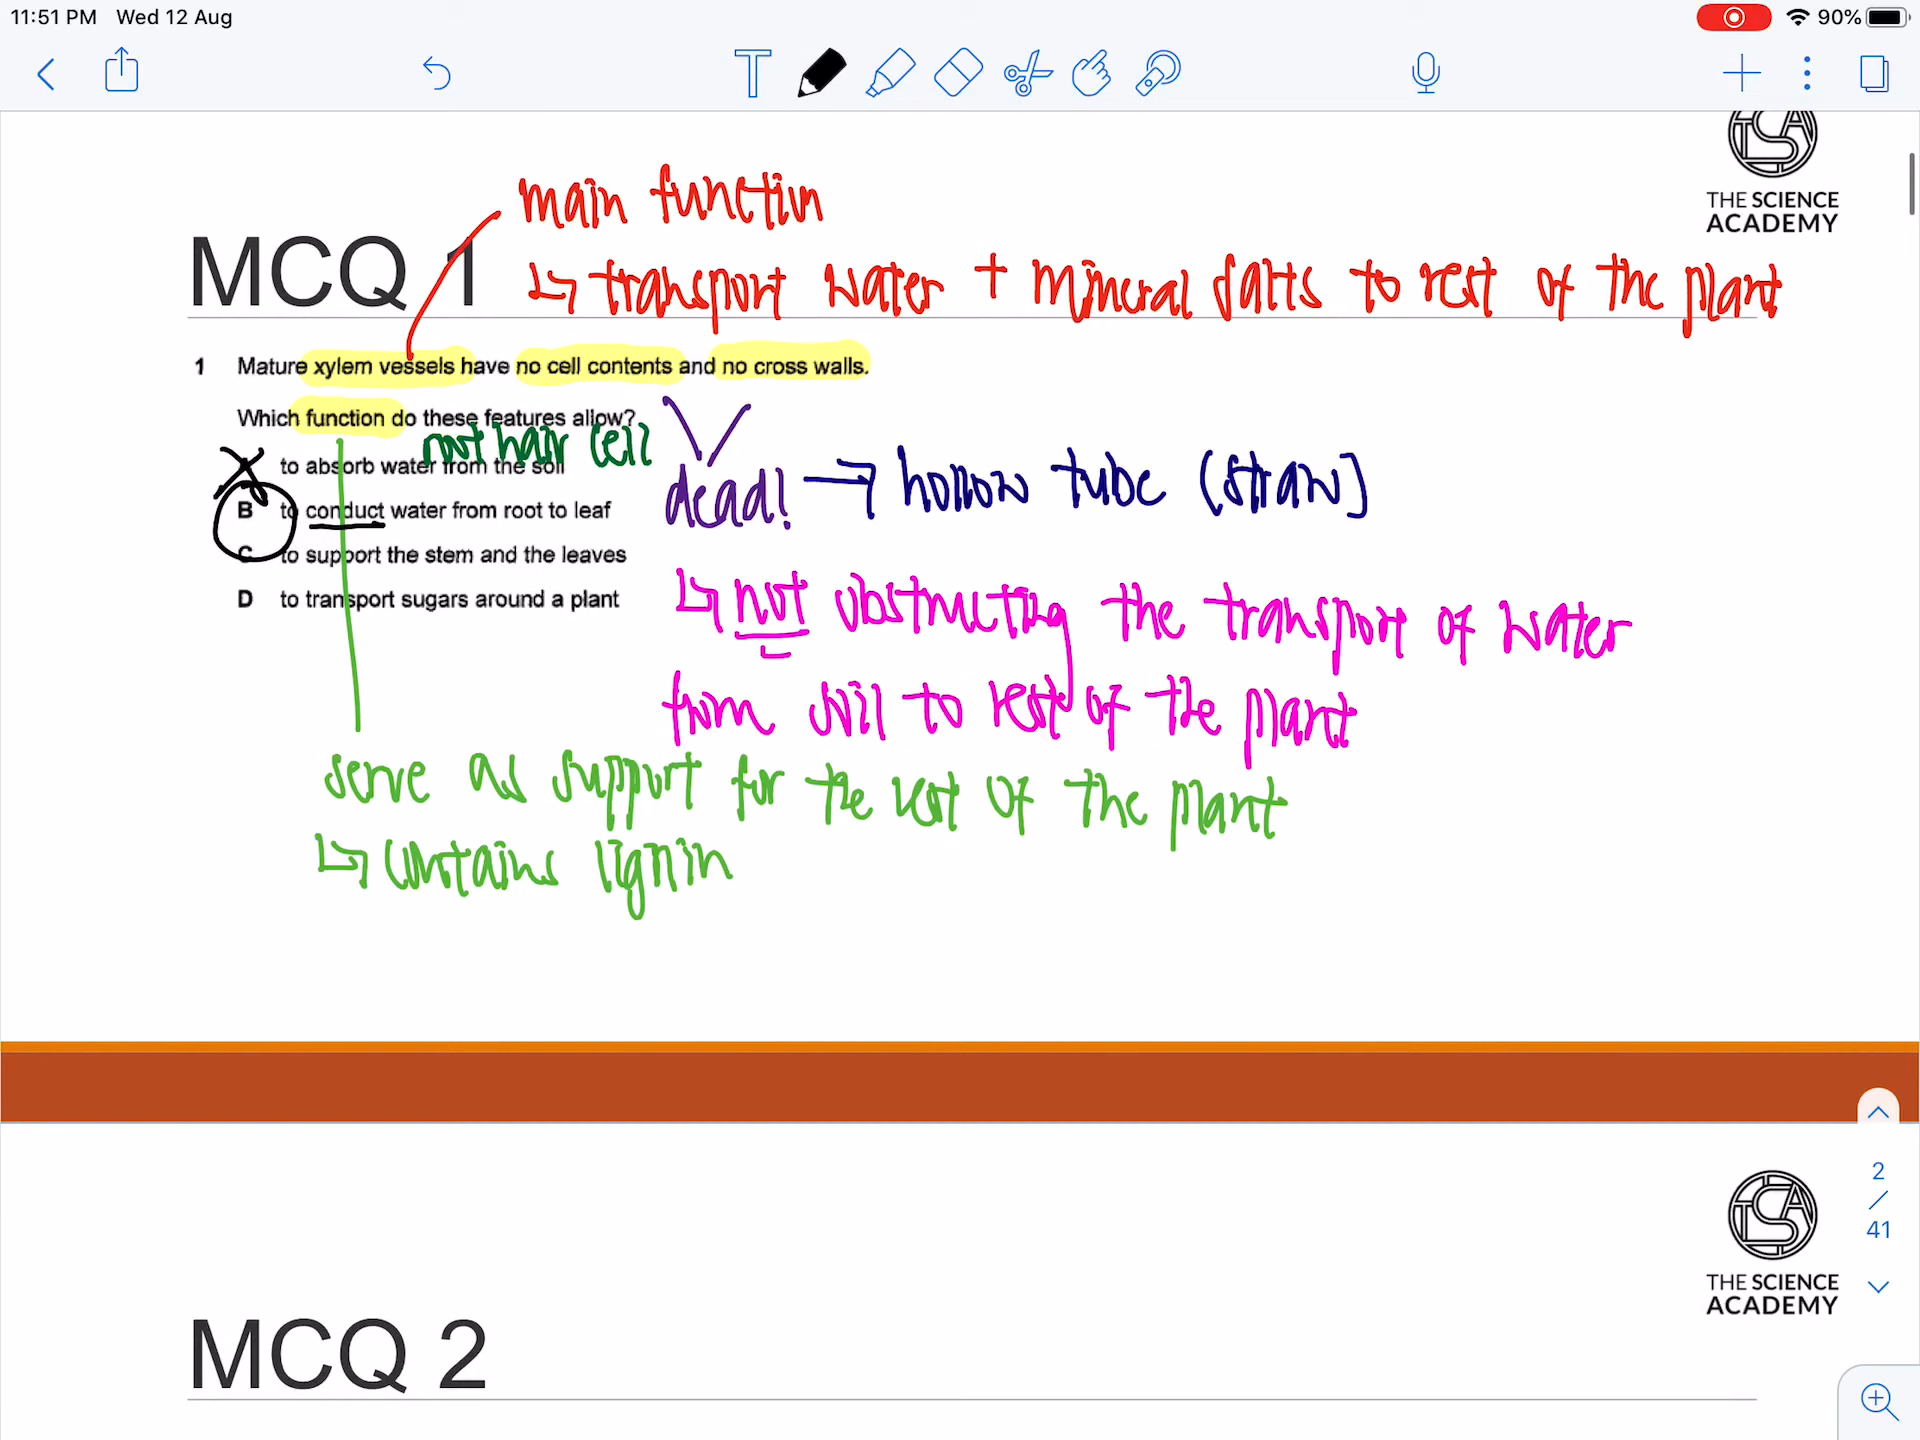 11:51 PM Wed 12 Aug
90%
T
THE SCIENCE
ACADEMY
main function
MCQ 1
↳ transport water + mineral salts to rest of the plant
1 Mature xylem vessels have no cell contents and no cross walls.
Which function do these features allow?
root hair cell
to absorb water from the soil
dead! → hollow tube (straw)
B to conduct water from root to leaf
C to support the stem and the leaves
D to transport sugars around a plant
↳ not obstructing the transport of water
from soil to rest of the plant
serve as support for the rest of the plant
↳ contains lignin
2
/
41
THE SCIENCE
ACADEMY
MCQ 2